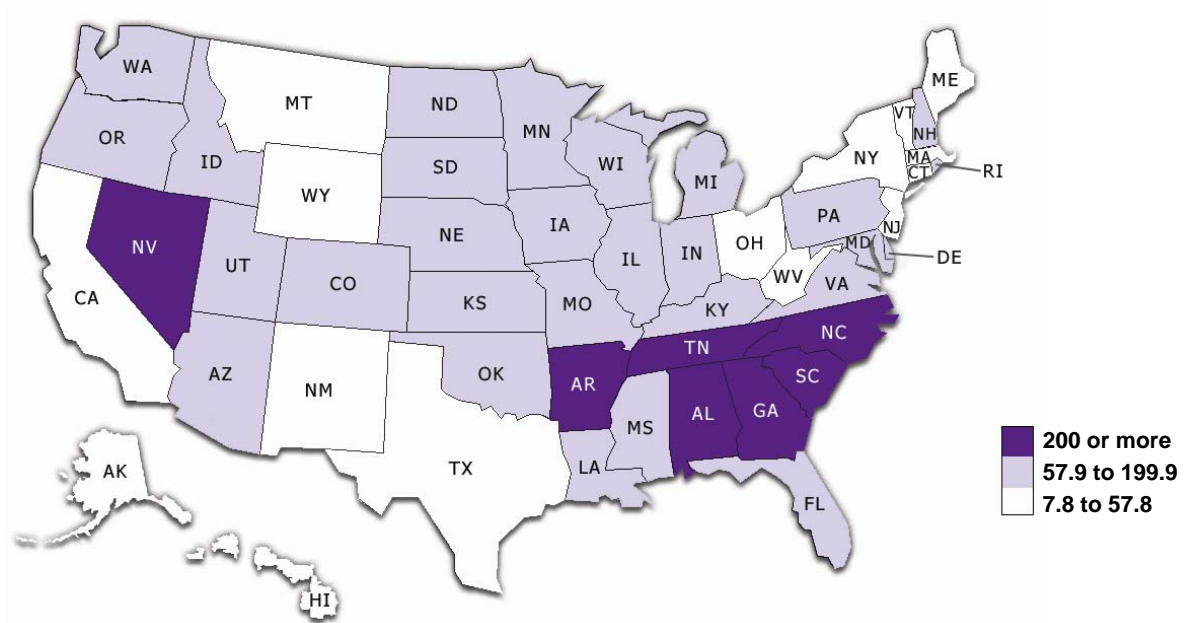 WA
MT
ND
MN
ME
VT
NH
OR
ID
SD
WI
NY
MA
CT
RI
WY
MI
IA
PA
NJ
NE
NV
OH
IL
IN
MD
DE
UT
CO
WV
VA
CA
KS
MO
KY
NC
TN
AZ
OK
AR
SC
NM
AL
GA
MS
TX
LA
FL
AK
HI
200 or more
57.9 to 199.9
7.8 to 57.8